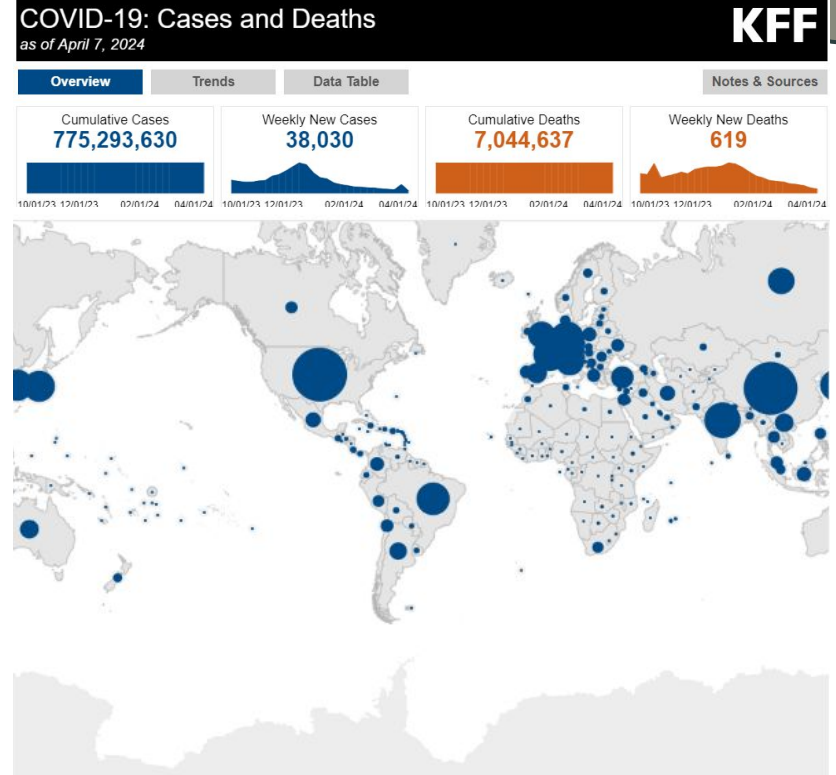 COVID-19: Cases and Deaths
as of April 7, 2024
KFF
Overview
Trends
Data Table
Notes & Sources
Cumulative Cases
775,293,630
10/01/23 12/01/23 02/01/24 04/01/24
Weekly New Cases
38,030
10/01/23 12/01/23 02/01/24 04/01/24
Cumulative Deaths
7,044,637
10/01/23 12/01/23 02/01/24 04/01/24
Weekly New Deaths
619
10/01/23 12/01/23 02/01/24 04/01/24